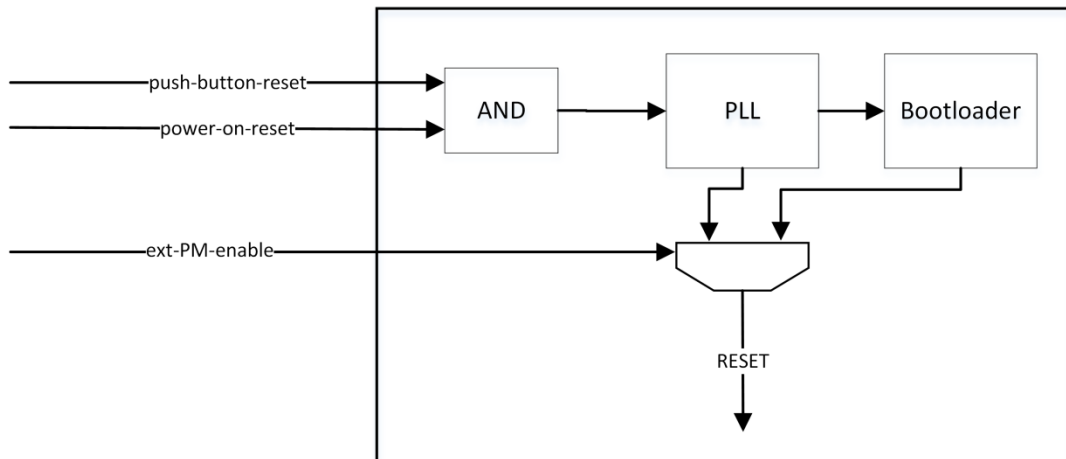 push-button-reset
power-on-reset
AND
PLL
Bootloader
ext-PM-enable
RESET